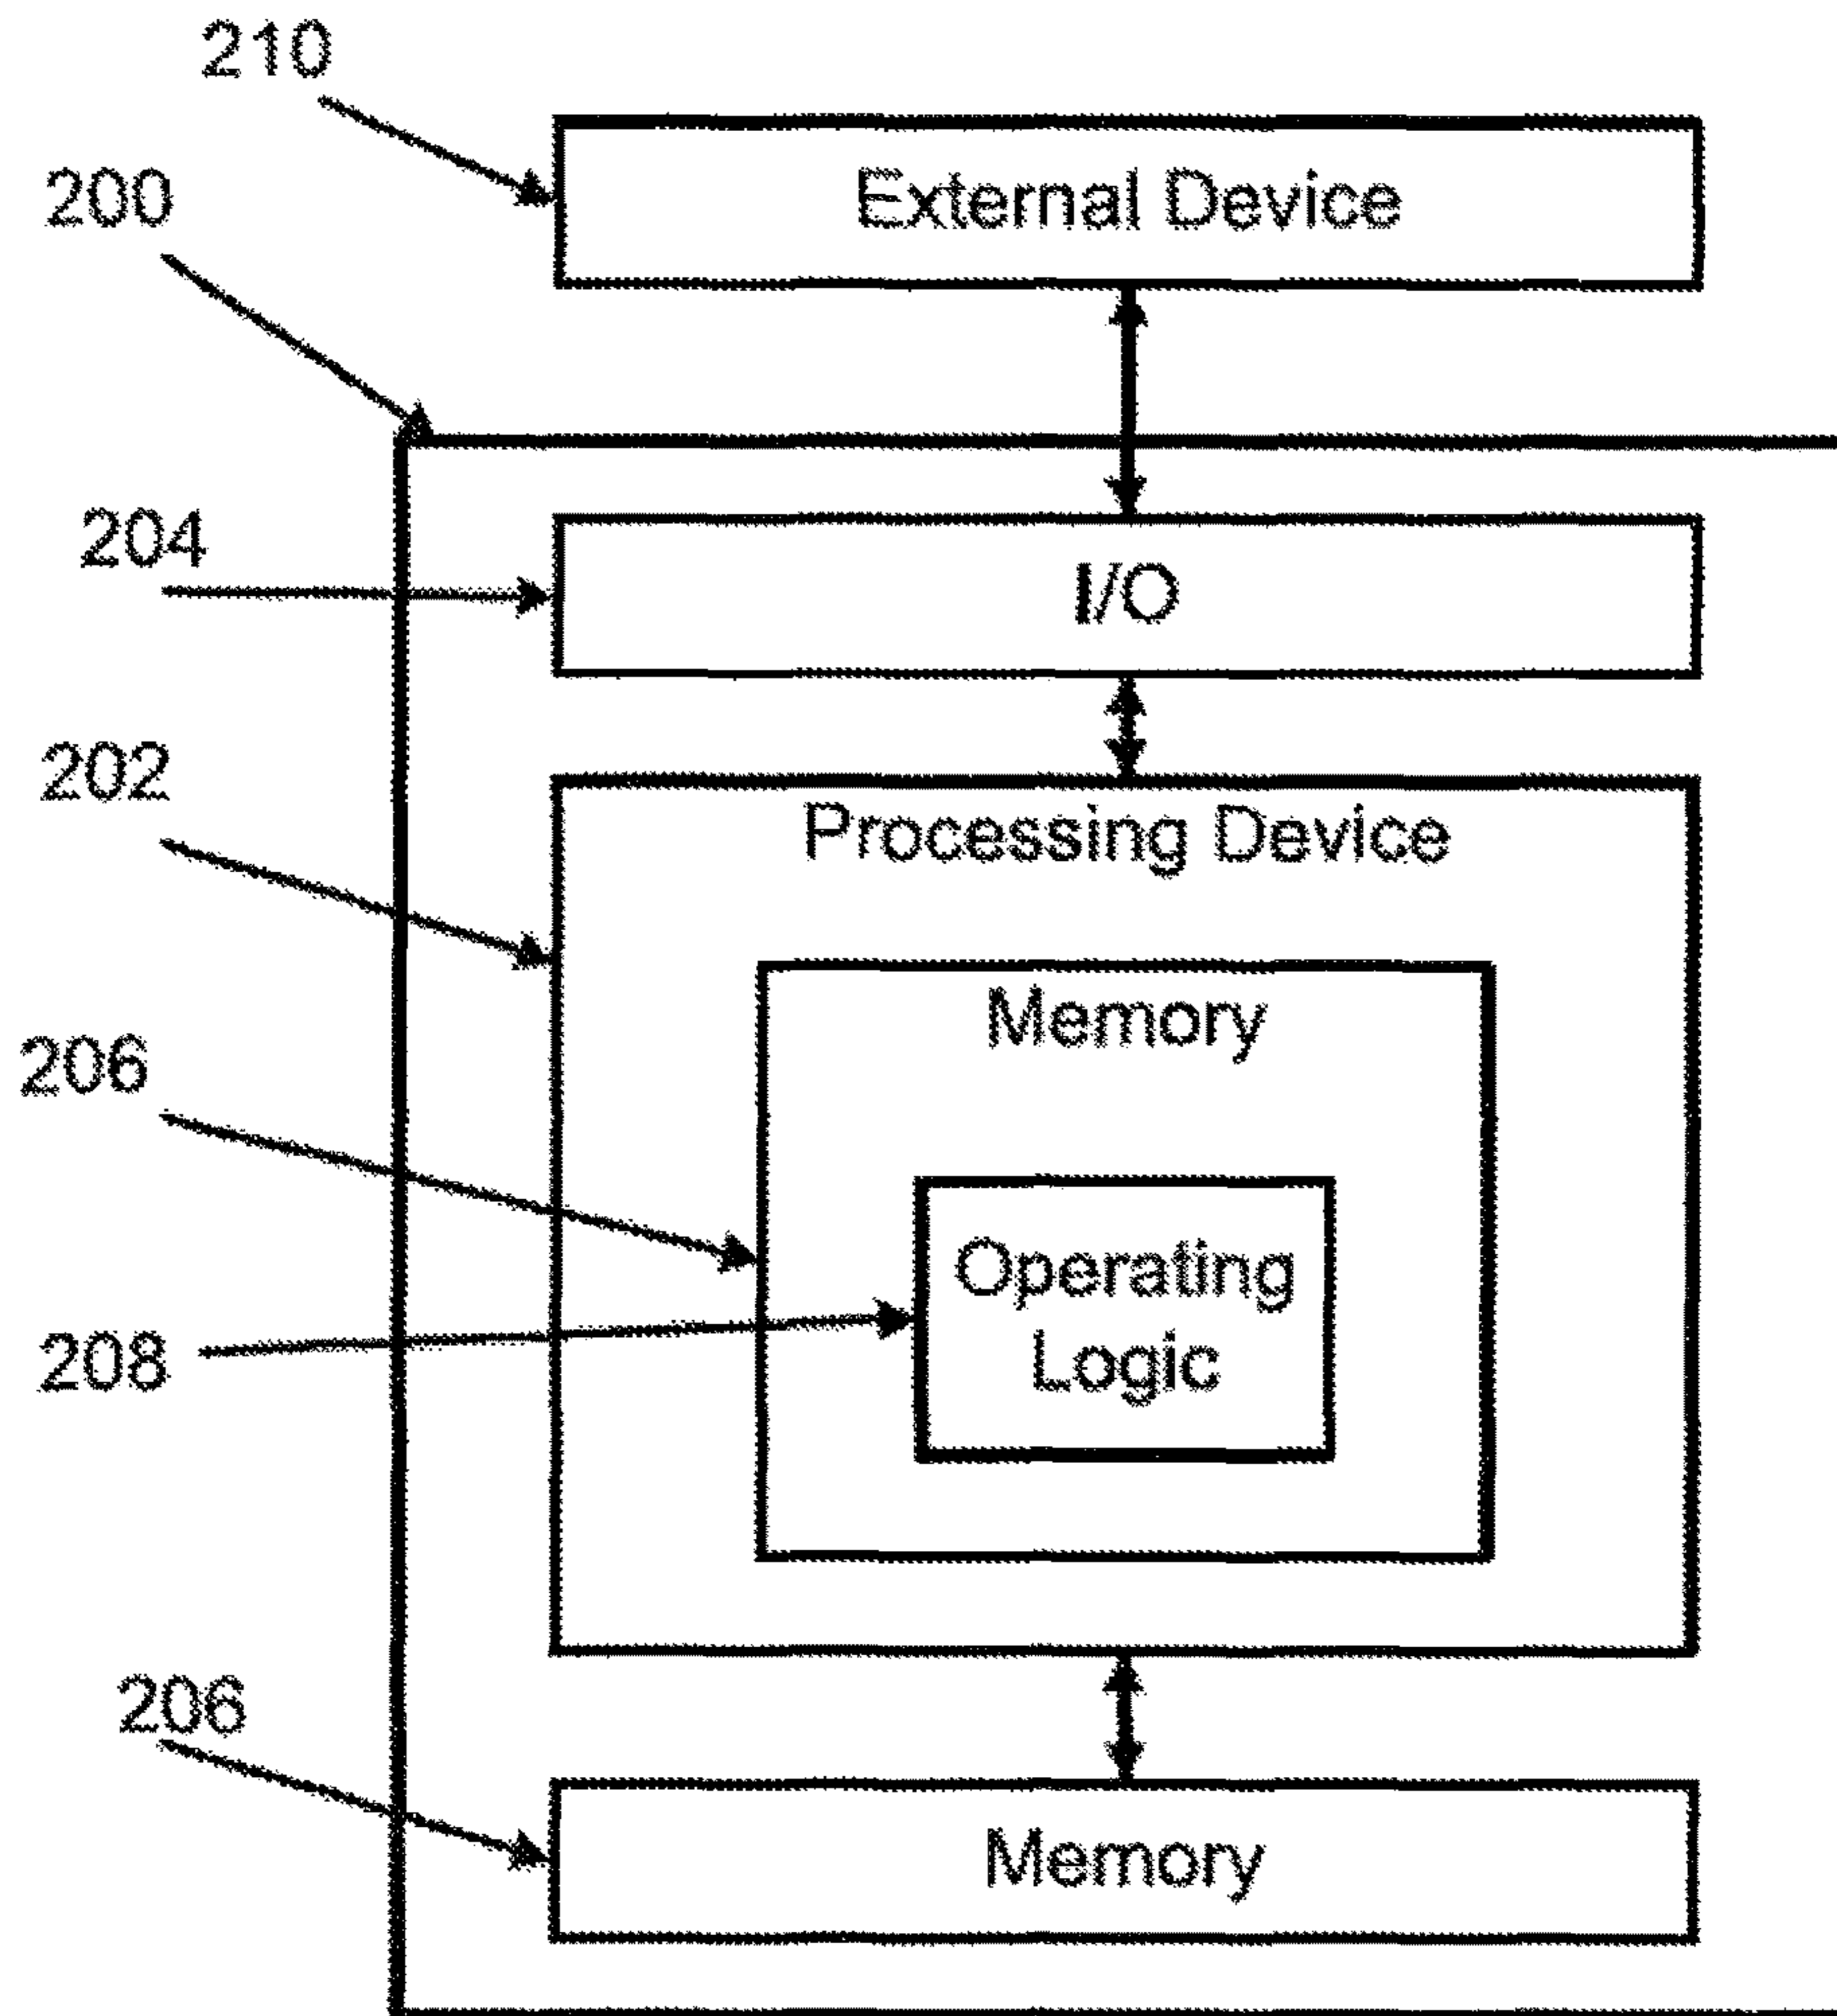 210
External Device
200
204
I/O
202
Processing Device
Memory
206
Operating
Logic
208
206
Memory